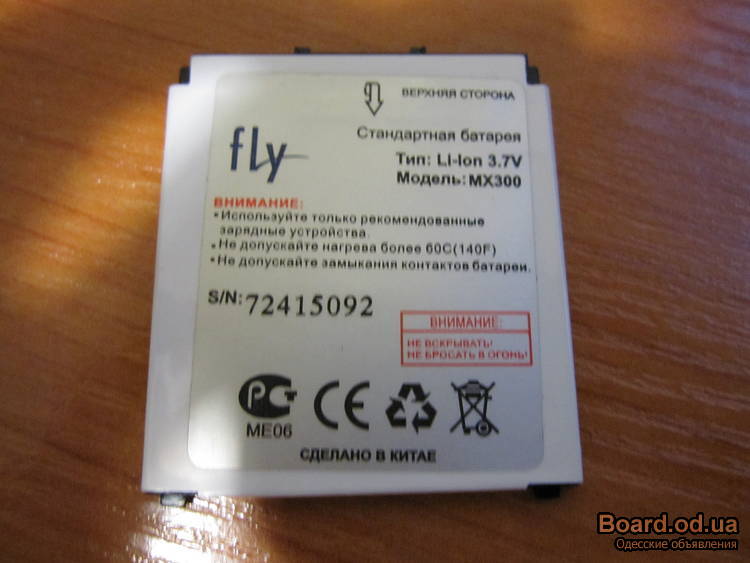 ВЕРХНЯЯ СТОРОНА
fly
Стандартная батарея
Тип: Li-Ion 3.7V
Модель: MX300
ВНИМАНИЕ:
• Используйте только рекомендованные
зарядные устройства.
• Не допускайте нагрева более 60C(140F)
• Не допускайте замыкания контактов батареи.
S/N: 72415092
ВНИМАНИЕ:
НЕ ВСКРЫВАТЬ!
НЕ БРОСАТЬ В ОГОНЬ!
РС CE
ME06
СДЕЛАНО В КИТАЕ
Board.od.ua
Одесские объявления